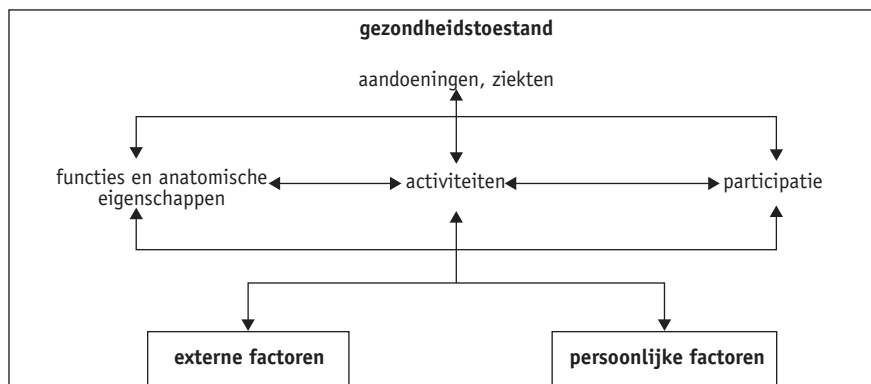 gezondheidstoestand
aandoeningen, ziekten
functies en anatomische
eigenschappen
activiteiten
participatie
externe factoren
persoonlijke factoren